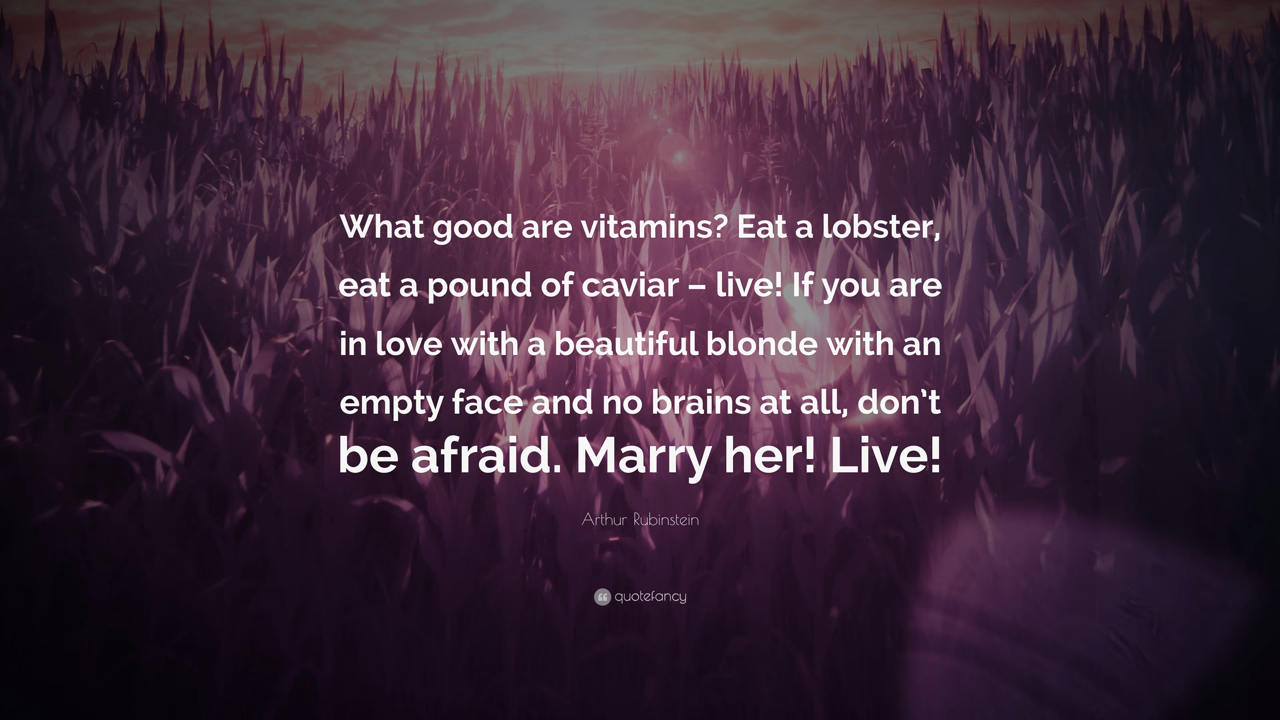 What good are vitamins? Eat a lobster,
eat a pound of caviar – live! If you are
in love with a beautiful blonde with an
empty face and no brains at all, don’t
be afraid. Marry her! Live!
Arthur Rubinstein
quotefancy